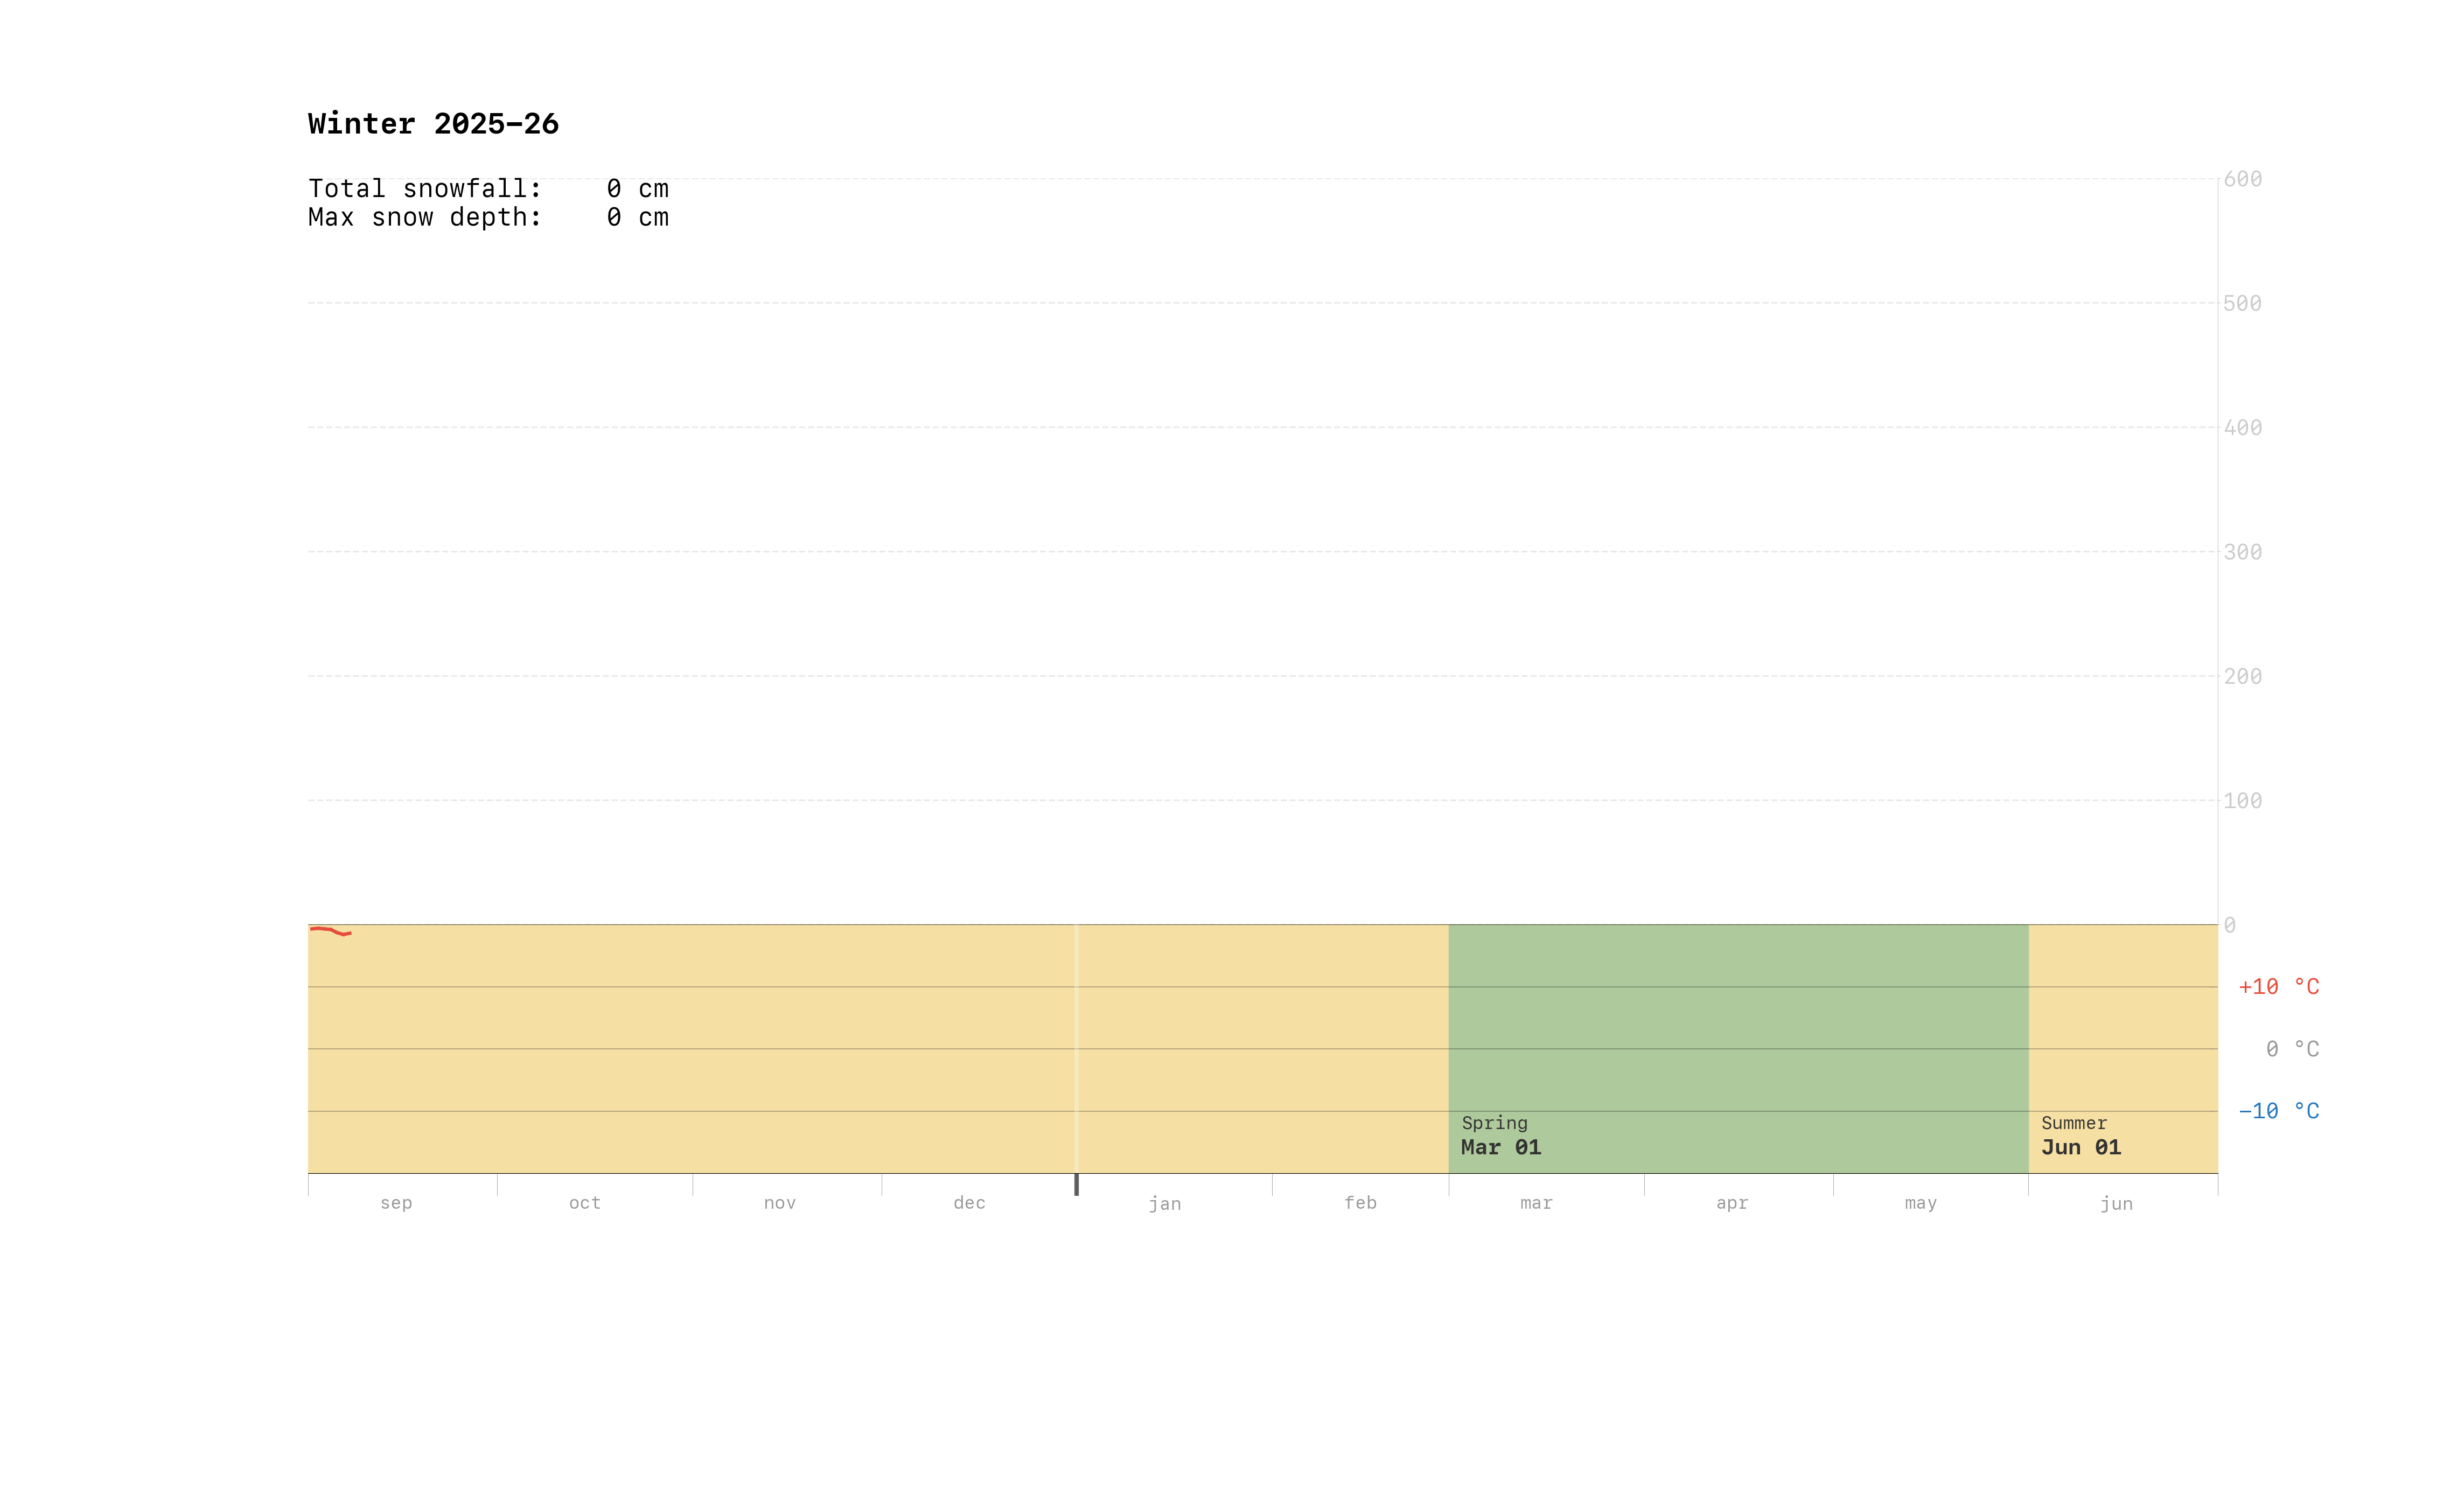 Winter 2025–26
Total snowfall: 0 cm
Max snow depth: 0 cm
600
500
400
300
200
100
0
+10 °C
0 °C
−10 °C
Spring
Mar 01
Summer
Jun 01
sep oct nov dec jan feb mar apr may jun